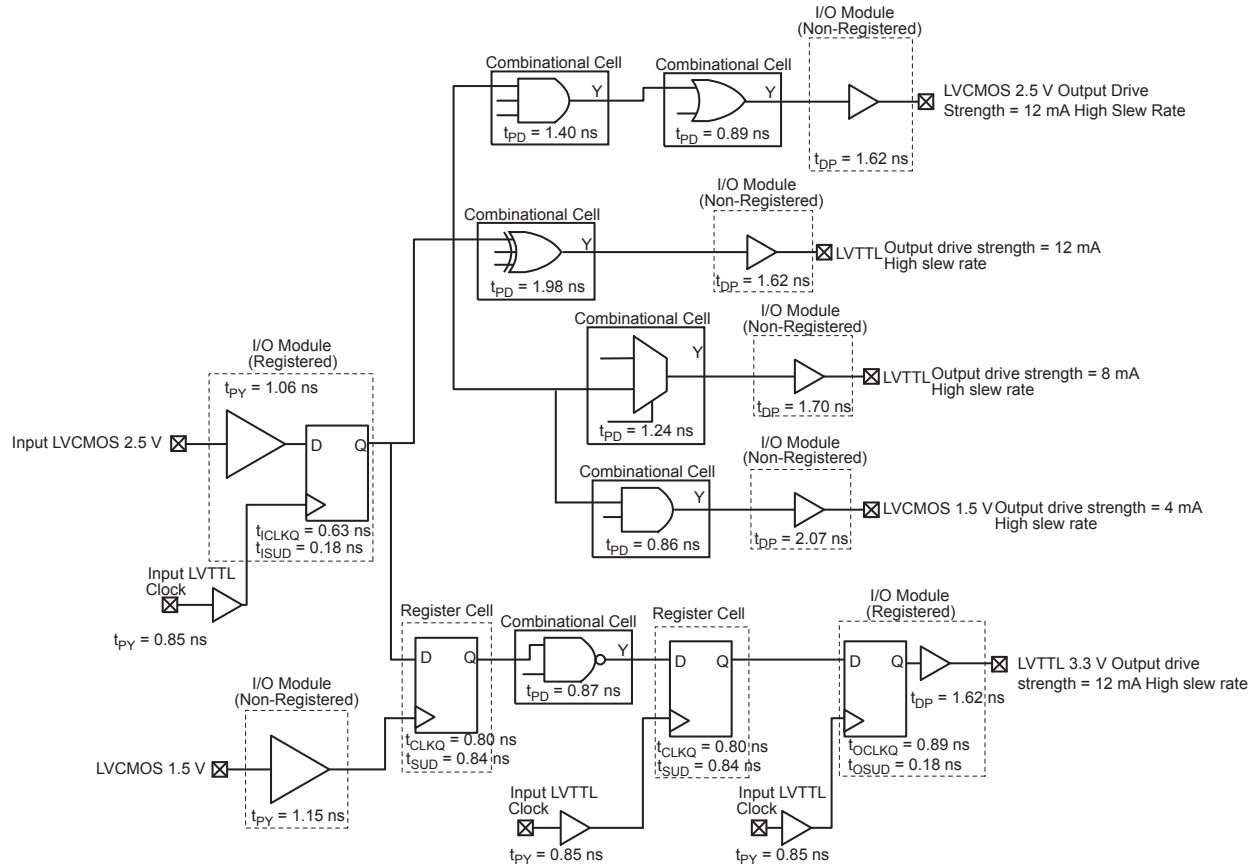 I/O Module
(Non-Registered)
Combinational Cell
Y
tPD = 1.40 ns
Combinational Cell
Y
tPD = 0.89 ns
tDP = 1.62 ns
LVCMOS 2.5 V Output Drive
Strength = 12 mA High Slew Rate
I/O Module
(Non-Registered)
Combinational Cell
Y
tPD = 1.98 ns
tDP = 1.62 ns
LVTTL Output drive strength = 12 mA
High slew rate
Combinational Cell
Y
tPD = 1.24 ns
I/O Module
(Non-Registered)
tDP = 1.70 ns
LVTTL Output drive strength = 8 mA
High slew rate
I/O Module
(Registered)
tPY = 1.06 ns
Input LVCMOS 2.5 V
D
Q
tICLKQ = 0.63 ns
tISUD = 0.18 ns
Input LVTTL
Clock
tPY = 0.85 ns
Combinational Cell
Y
tPD = 0.86 ns
I/O Module
(Non-Registered)
tDP = 2.07 ns
LVCMOS 1.5 V Output drive strength = 4 mA
High slew rate
I/O Module
(Non-Registered)
LVCMOS 1.5 V
tPY = 1.15 ns
Register Cell
D
Q
tCLKQ = 0.80 ns
tSUD = 0.84 ns
Combinational Cell
Y
tPD = 0.87 ns
Register Cell
D
Q
tCLKQ = 0.80 ns
tSUD = 0.84 ns
Input LVTTL
Clock
tPY = 0.85 ns
I/O Module
(Registered)
D
Q
tDP = 1.62 ns
tOCLKQ = 0.89 ns
tOSUD = 0.18 ns
LVTTL 3.3 V Output drive
strength = 12 mA High slew rate
Input LVTTL
Clock
tPY = 0.85 ns